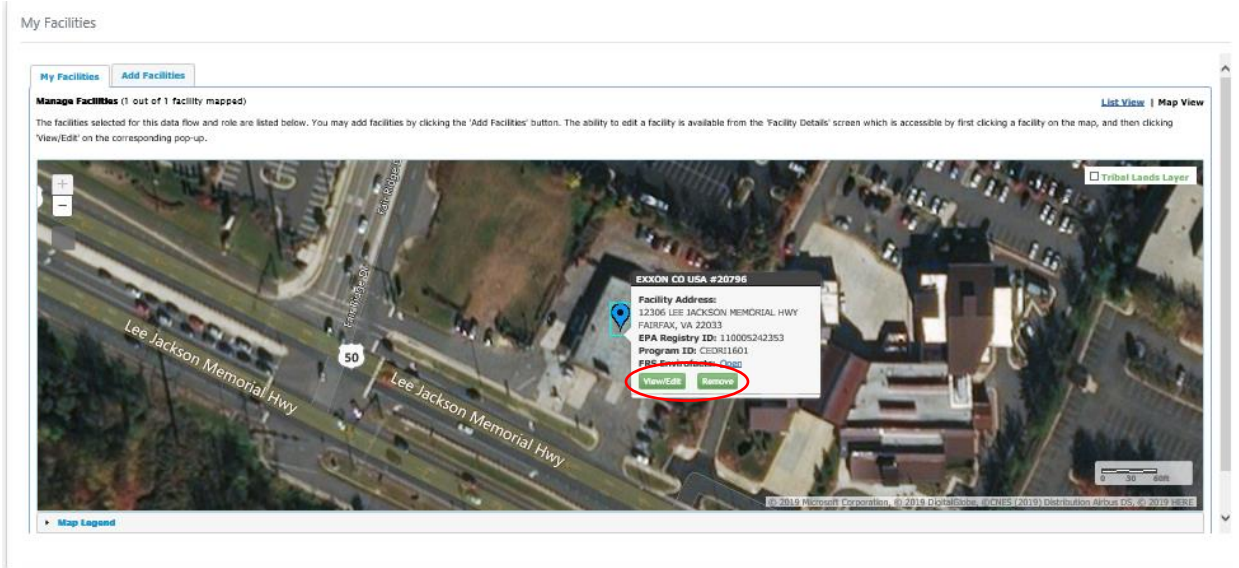 My Facilities
My Facilities
Add Facilities
Manage Facilities (1 out of 1 facility mapped)
List View | Map View
The facilities selected for this data flow and role are listed below. You may add facilities by clicking the 'Add Facilities' button. The ability to edit a facility is available from the 'Facility Details' screen which is accessible by first clicking a facility on the map, and then clicking
'View/Edit' on the corresponding pop-up.
+
−
Tribal Lands Layer
Fair Ridge Dr
Fair Ridge Dr
50
Lee Jackson Memorial Hwy
Lee Jackson Memorial Hwy
EXXON CO USA #20796
Facility Address:
12306 LEE JACKSON MEMORIAL HWY
FAIRFAX, VA 22033
EPA Registry ID: 110005242353
Program ID: CEDRI1601
FRS Envirofacts: Open
View/Edit
Remove
0 30 60ft
© 2019 Microsoft Corporation, © 2019 DigitalGlobe, ©CNES (2019) Distribution Airbus DS, © 2019 HERE
Map Legend